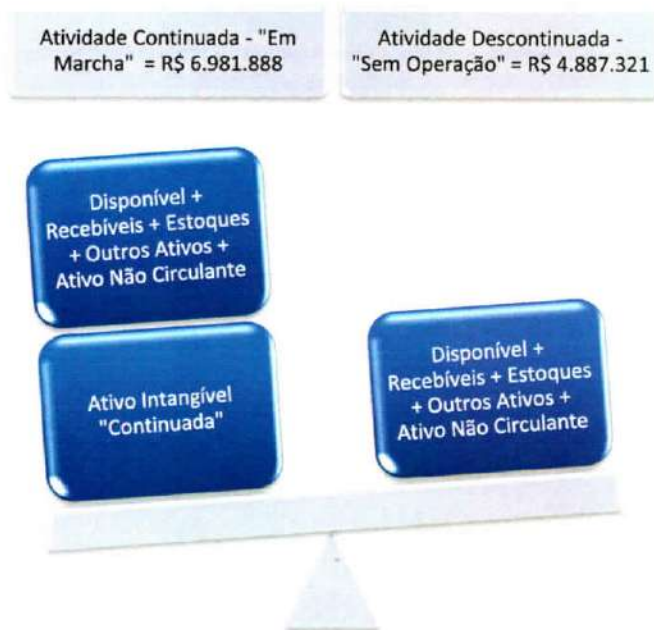 Atividade Continuada - "Em
Marcha" = R$ 6.981.888
Atividade Descontinuada -
"Sem Operação" = R$ 4.887.321
Disponível +
Recebíveis + Estoques
+ Outros Ativos +
Ativo Não Circulante
Ativo Intangível
"Continuada"
Disponível +
Recebíveis + Estoques
+ Outros Ativos +
Ativo Não Circulante